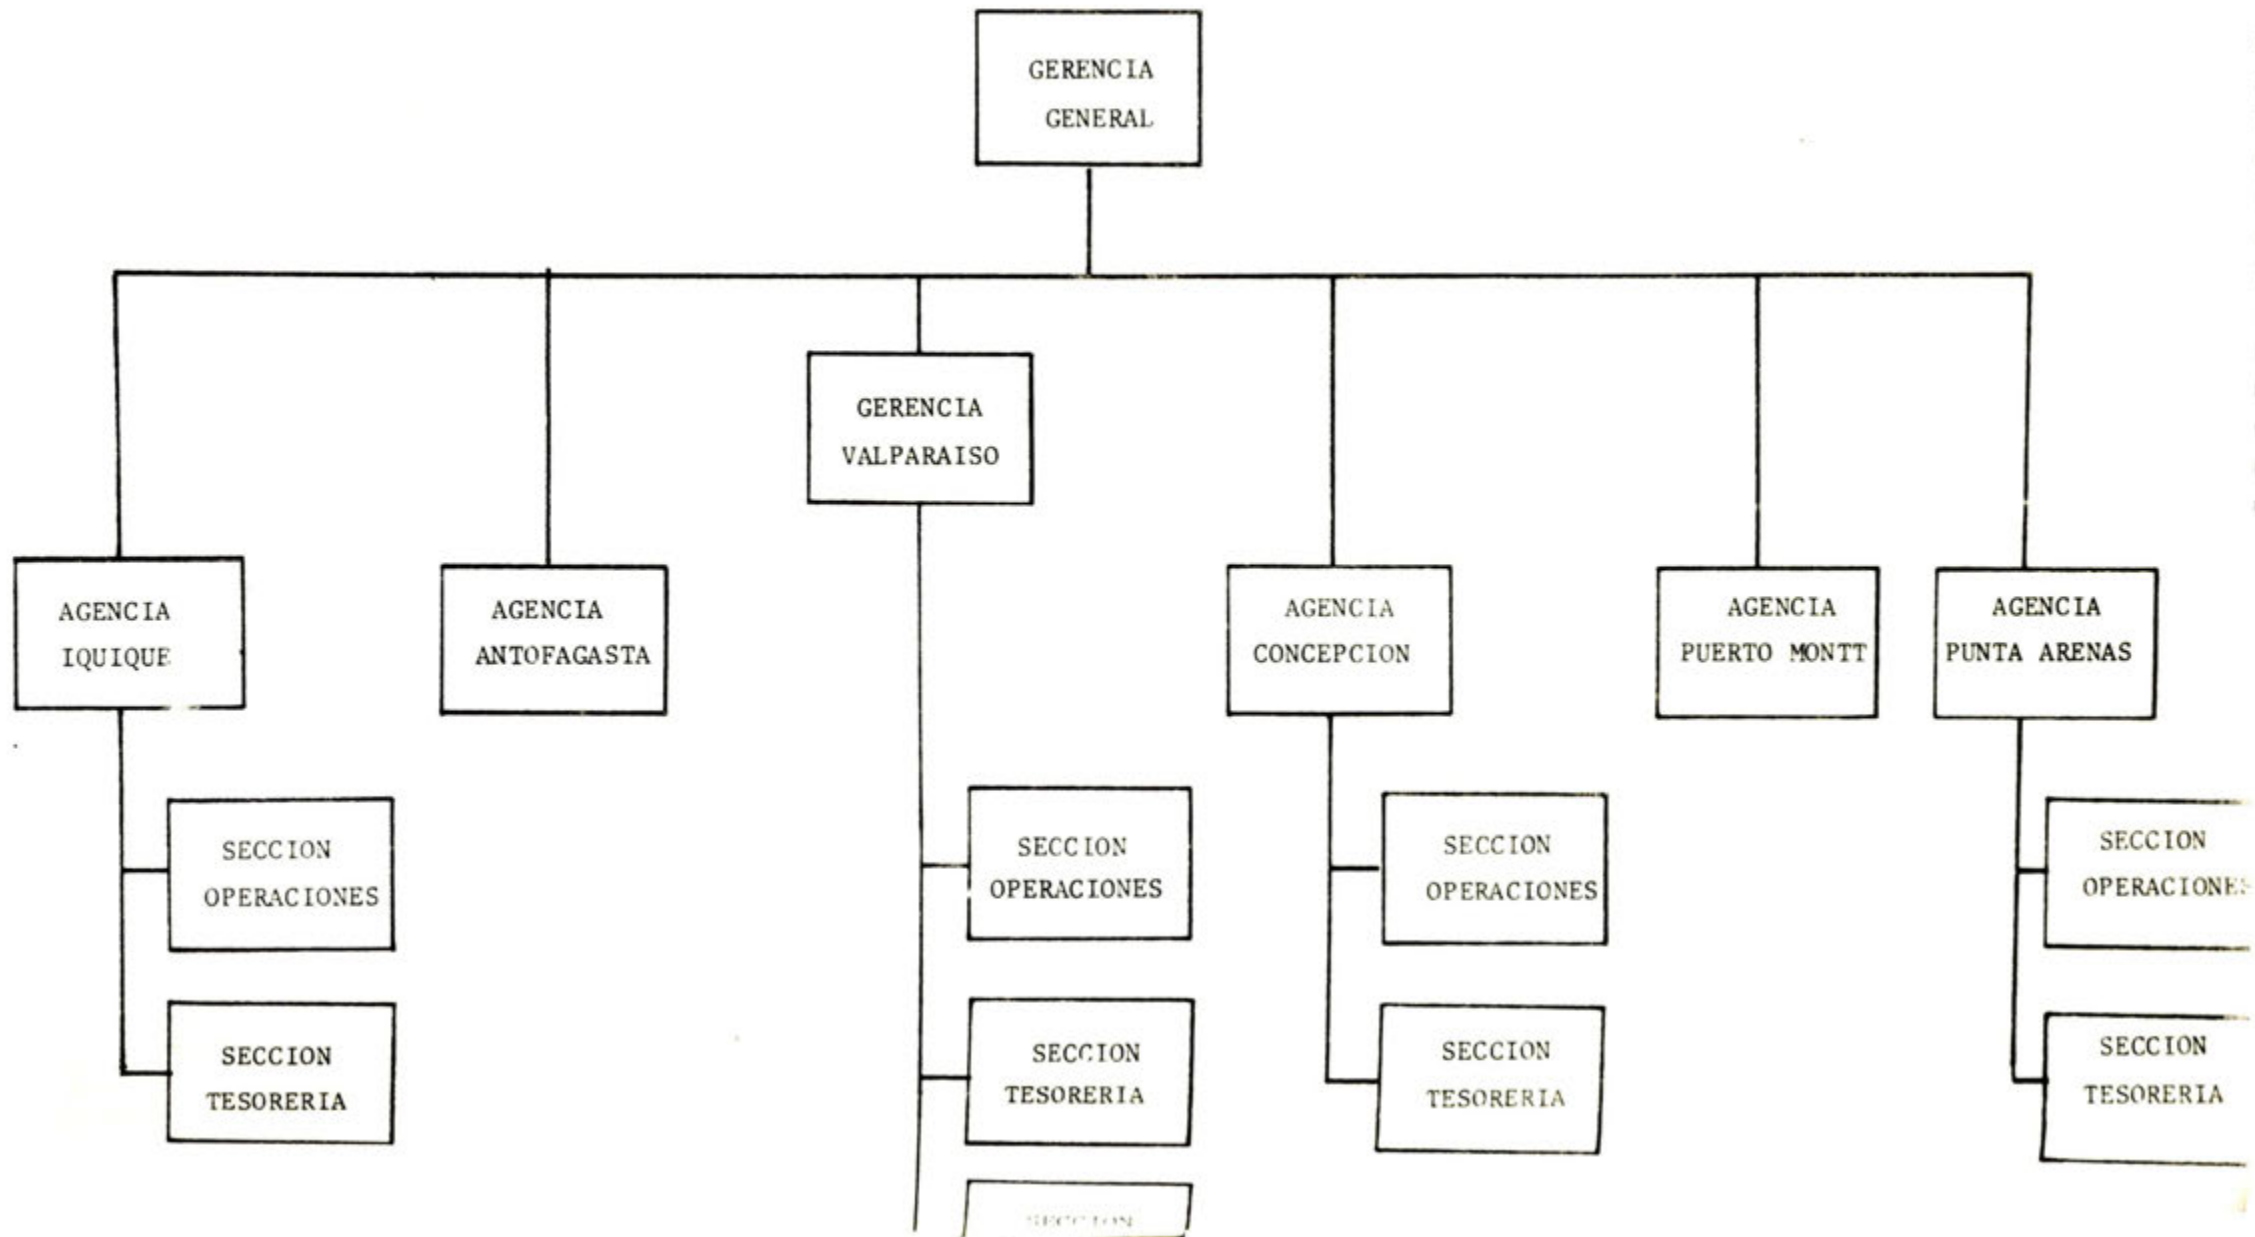 GERENCIA
GENERAL
GERENCIA
VALPARAISO
AGENCIA
IQUIQUE
AGENCIA
ANTOFAGASTA
AGENCIA
CONCEPCION
AGENCIA
PUERTO MONTT
AGENCIA
PUNTA ARENAS
SECCION
OPERACIONES
SECCION
TESORERIA
SECCION
OPERACIONES
SECCION
TESORERIA
SECCION
SECCION
OPERACIONES
SECCION
TESORERIA
SECCION
OPERACIONES
SECCION
TESORERIA